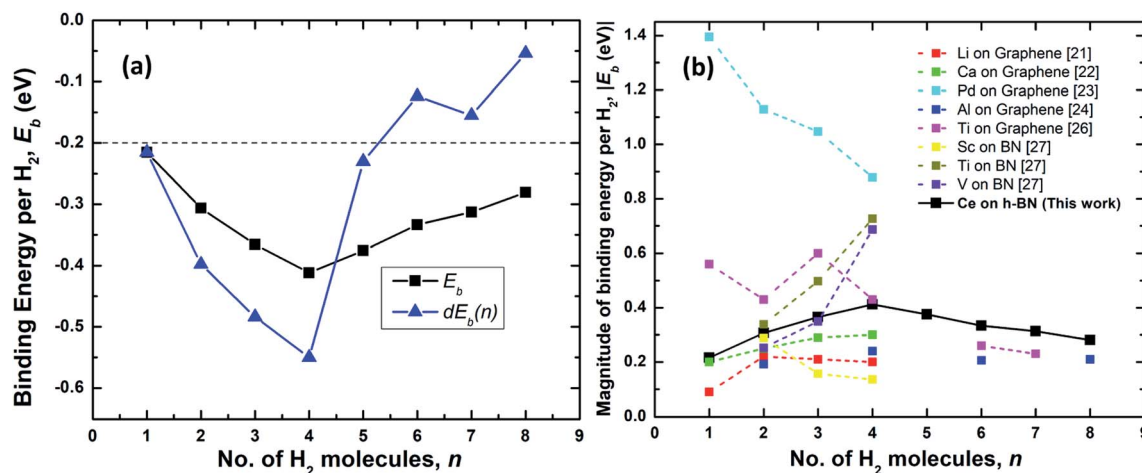 (a)
Binding Energy per H2, Eb (eV)
0.0
-0.1
-0.2
-0.3
-0.4
-0.5
-0.6
Eb
dEb(n)
0 1 2 3 4 5 6 7 8 9
No. of H2 molecules, n
(b)
Magnitude of binding energy per H2, |Eb (eV)|
1.4
1.2
1.0
0.8
0.6
0.4
0.2
0.0
Li on Graphene [21]
Ca on Graphene [22]
Pd on Graphene [23]
Al on Graphene [24]
Ti on Graphene [26]
Sc on BN [27]
Ti on BN [27]
V on BN [27]
Ce on h-BN (This work)
0 1 2 3 4 5 6 7 8 9
No. of H2 molecules, n